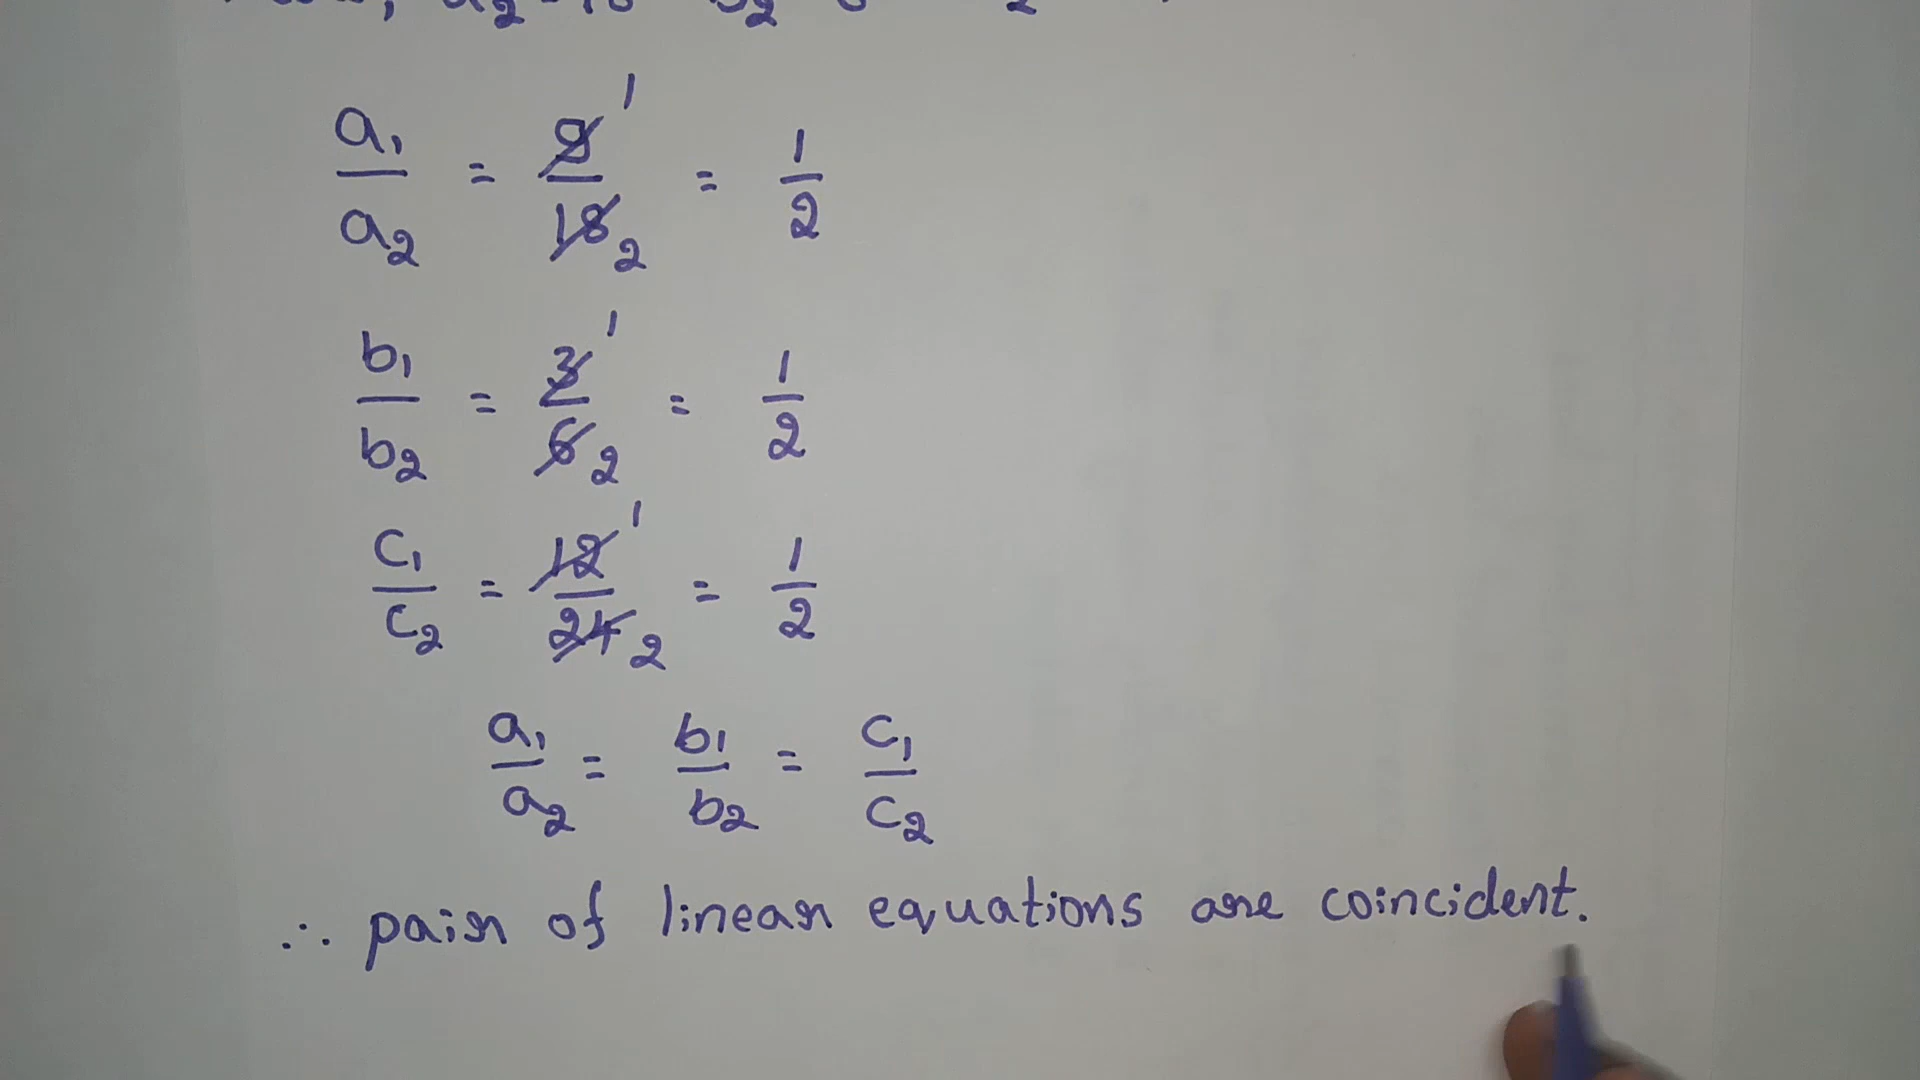 a₁/a₂ = 9/18 = 1/2
b₁/b₂ = 3/6 = 1/2
c₁/c₂ = 12/24 = 1/2
a₁/a₂ = b₁/b₂ = c₁/c₂
∴ pair of linear equations are coincident.